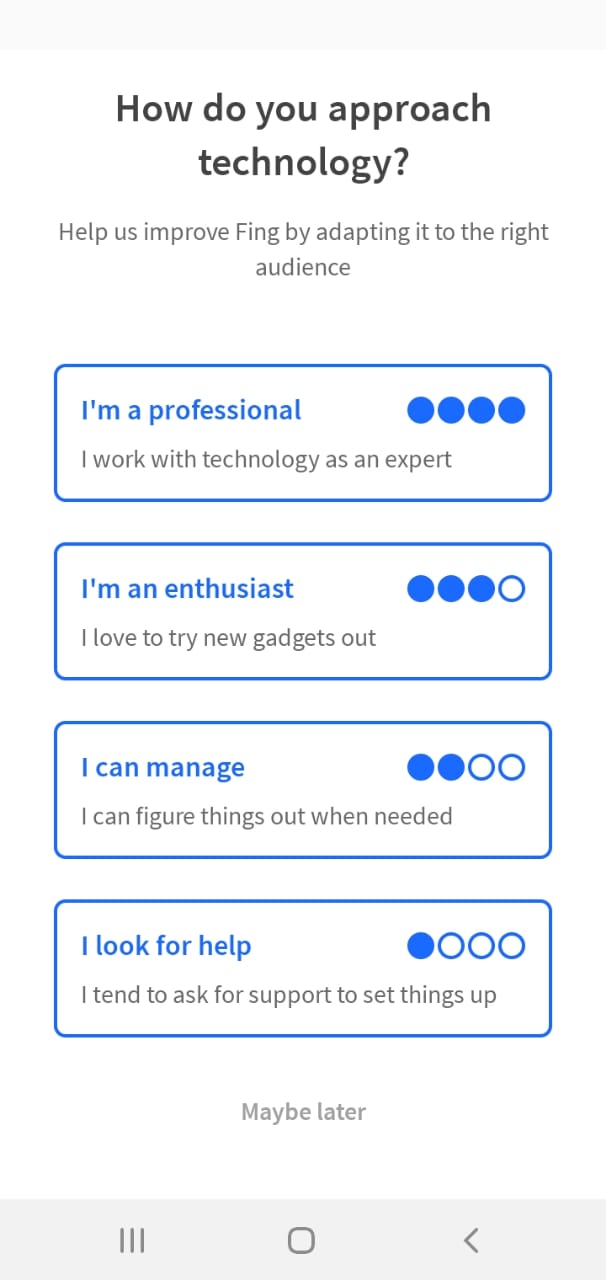 How do you approach
technology?
Help us improve Fing by adapting it to the right
audience
I'm a professional
I work with technology as an expert
I'm an enthusiast
I love to try new gadgets out
I can manage
I can figure things out when needed
I look for help
I tend to ask for support to set things up
Maybe later